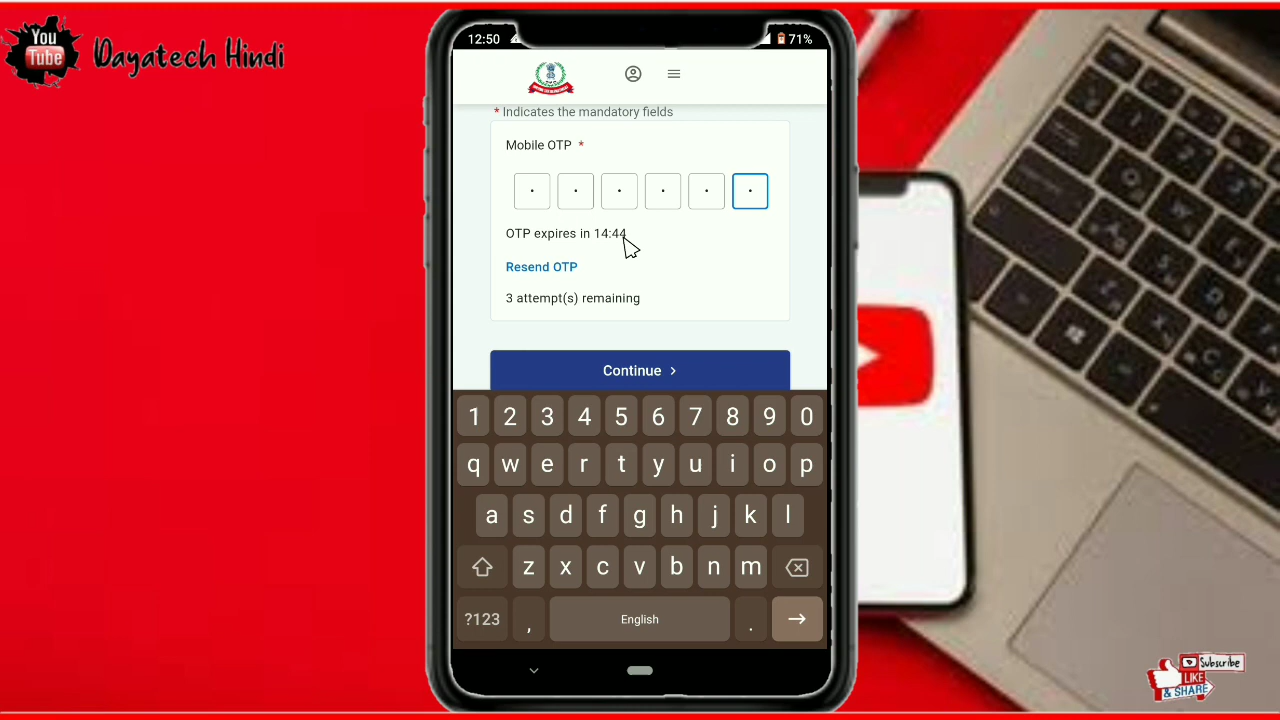 You
Tube
Dayatech Hindi
12:50
71%
* Indicates the mandatory fields
Mobile OTP *
OTP expires in 14:44
Resend OTP
3 attempt(s) remaining
Continue
1 2 3 4 5 6 7 8 9 0
q w e r t y u i o p
a s d f g h j k l
z x c v b n m
?123 , English .
Subscribe
LIKE
& SHARE